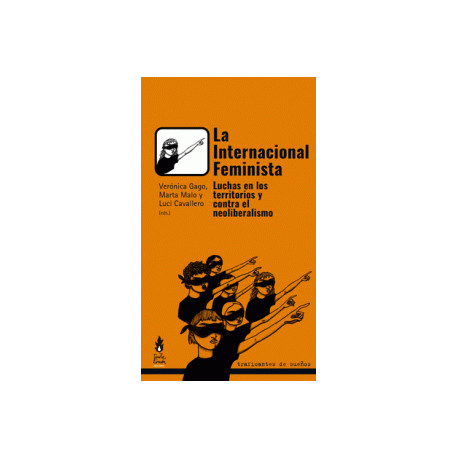 La
Internacional
Feminista
Verónica Gago,
Marta Malo y
Luci Cavallero
(eds.)
Luchas en los
territorios y
contra el
neoliberalismo
traficantes de sueños